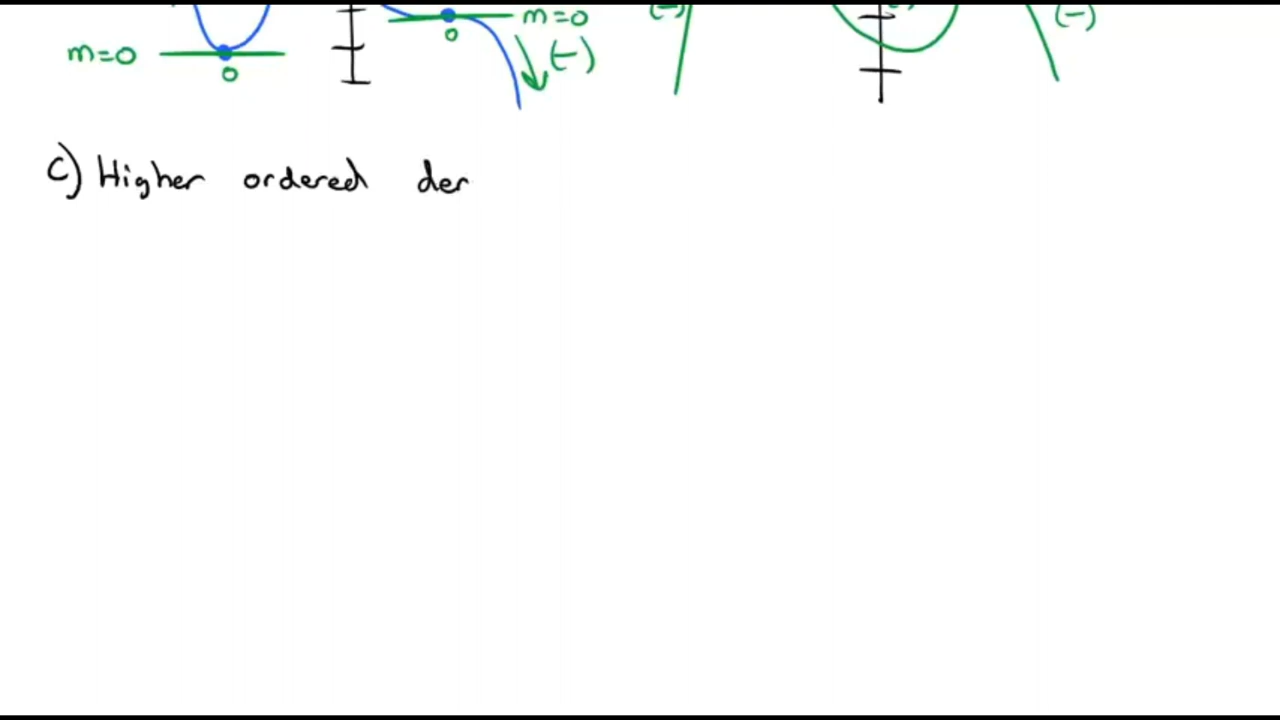 m=0
0
0
m=0
(-)
(-)
(-)
c) Higher ordered der